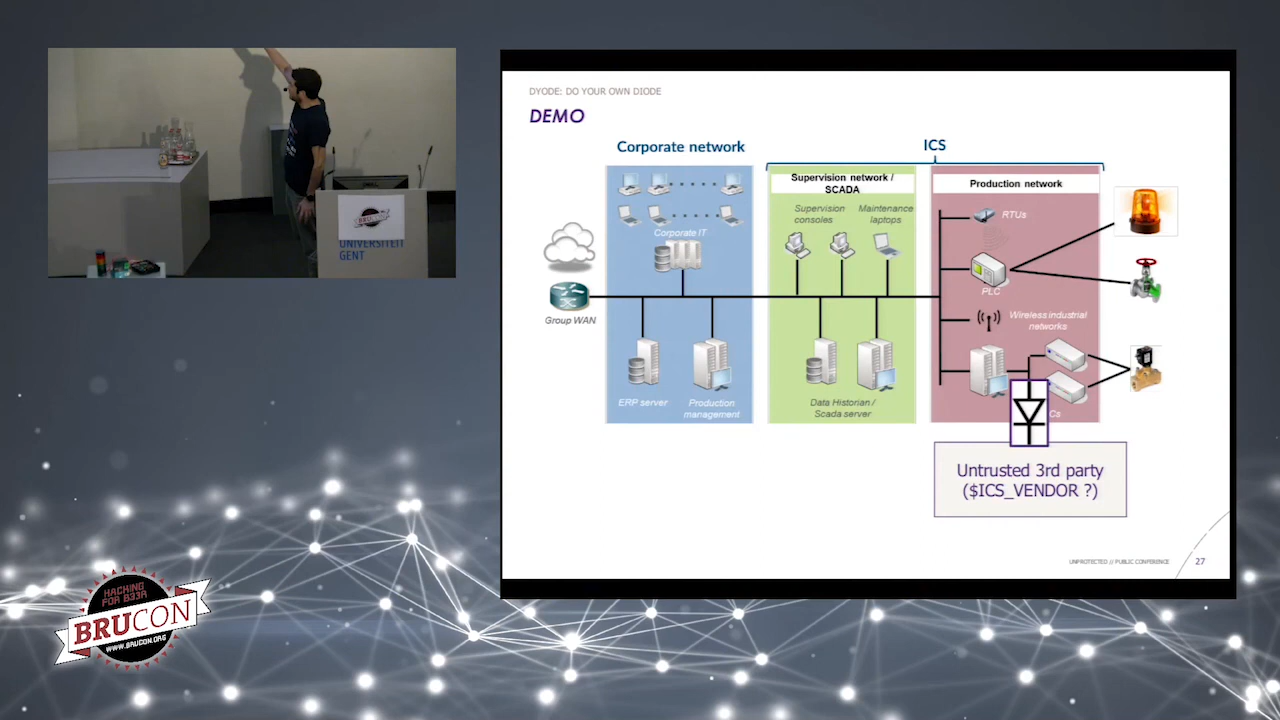 DYODE: DO YOUR OWN DIODE
DEMO
Corporate network
ICS
Supervision network /
SCADA
Production network
Supervision
consoles
Maintenance
laptops
RTUs
Corporate IT
PLC
Group WAN
Wireless industrial
networks
ERP server
Production
management
Data Historian /
Scada server
Cs
Untrusted 3rd party
($ICS_VENDOR ?)
UNPROTECTED // PUBLIC CONFERENCE
27
BRUCON
UNIVERSITEIT
GENT
HACKING
FOR B33R
BRUCON
WWW.BRUCON.ORG